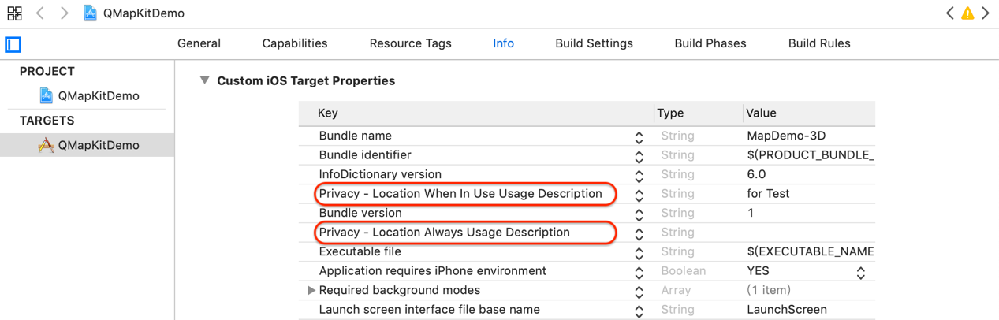 QMapKitDemo
General Capabilities Resource Tags Info Build Settings Build Phases Build Rules
PROJECT
QMapKitDemo
TARGETS
QMapKitDemo
Custom iOS Target Properties
Key Type Value
Bundle name String MapDemo-3D
Bundle identifier String $(PRODUCT_BUNDLE_
InfoDictionary version String 6.0
Privacy - Location When In Use Usage Description String for Test
Bundle version String 1
Privacy - Location Always Usage Description String
Executable file String $(EXECUTABLE_NAME
Application requires iPhone environment Boolean YES
Required background modes Array (1 item)
Launch screen interface file base name String LaunchScreen